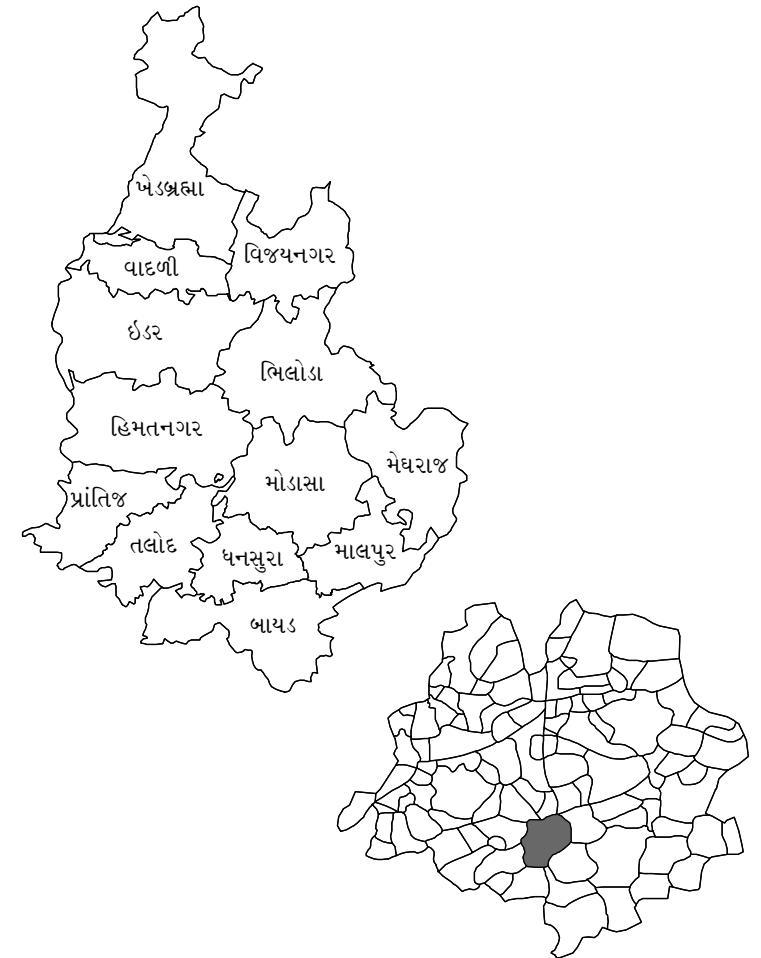 ખેડબ્રહ્મા
વિજયનગર
વાદળી
ઇડર
ભિલોડા
હિમતનગર
મેઘરાજ
મોડાસા
પ્રાંતિજ
તલોદ
ધનસુરા
માલપુર
બાયડ